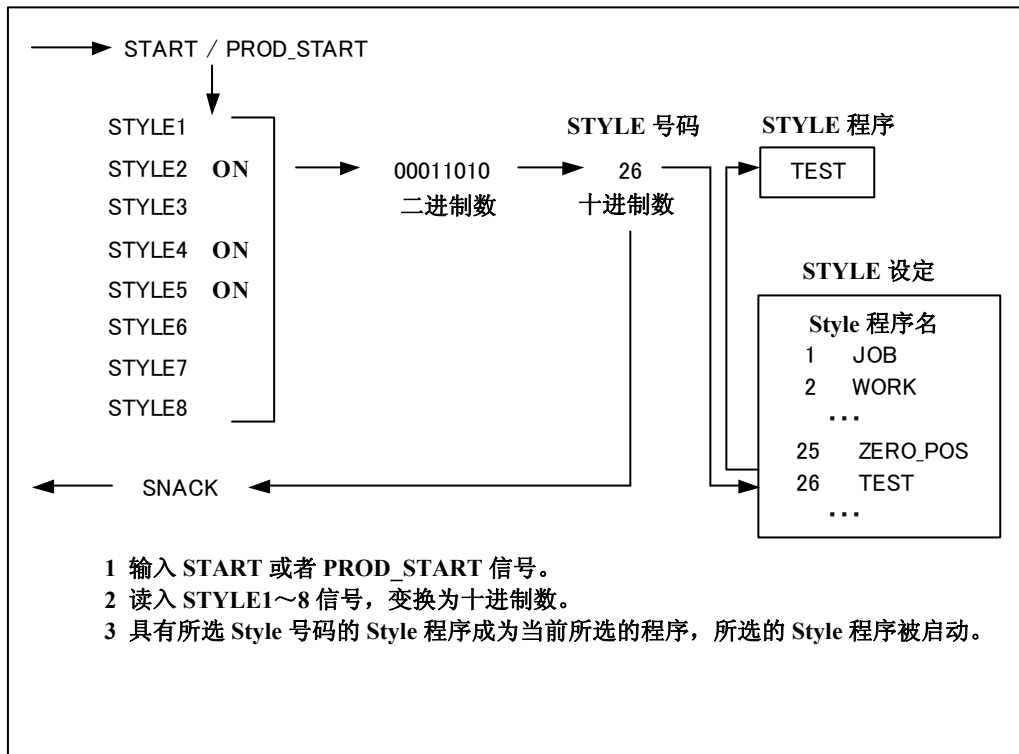 START / PROD_START
STYLE1
STYLE2 ON
STYLE3
STYLE4 ON
STYLE5 ON
STYLE6
STYLE7
STYLE8
00011010
二进制数
STYLE 号码
26
十进制数
STYLE 程序
TEST
STYLE 设定
Style 程序名
1 JOB
2 WORK
...
25 ZERO_POS
26 TEST
...
SNACK
1 输入 START 或者 PROD_START 信号。
2 读入 STYLE1～8 信号，变换为十进制数。
3 具有所选 Style 号码的 Style 程序成为当前所选的程序，所选的 Style 程序被启动。